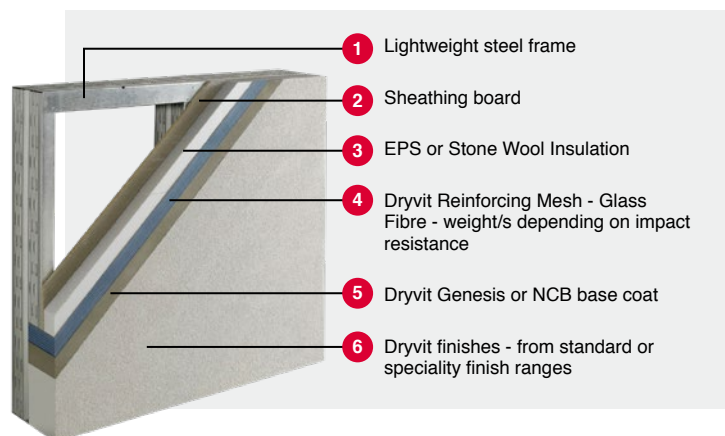 1 Lightweight steel frame
2 Sheathing board
3 EPS or Stone Wool Insulation
4 Dryvit Reinforcing Mesh - Glass
Fibre - weight/s depending on impact
resistance
5 Dryvit Genesis or NCB base coat
6 Dryvit finishes - from standard or
speciality finish ranges